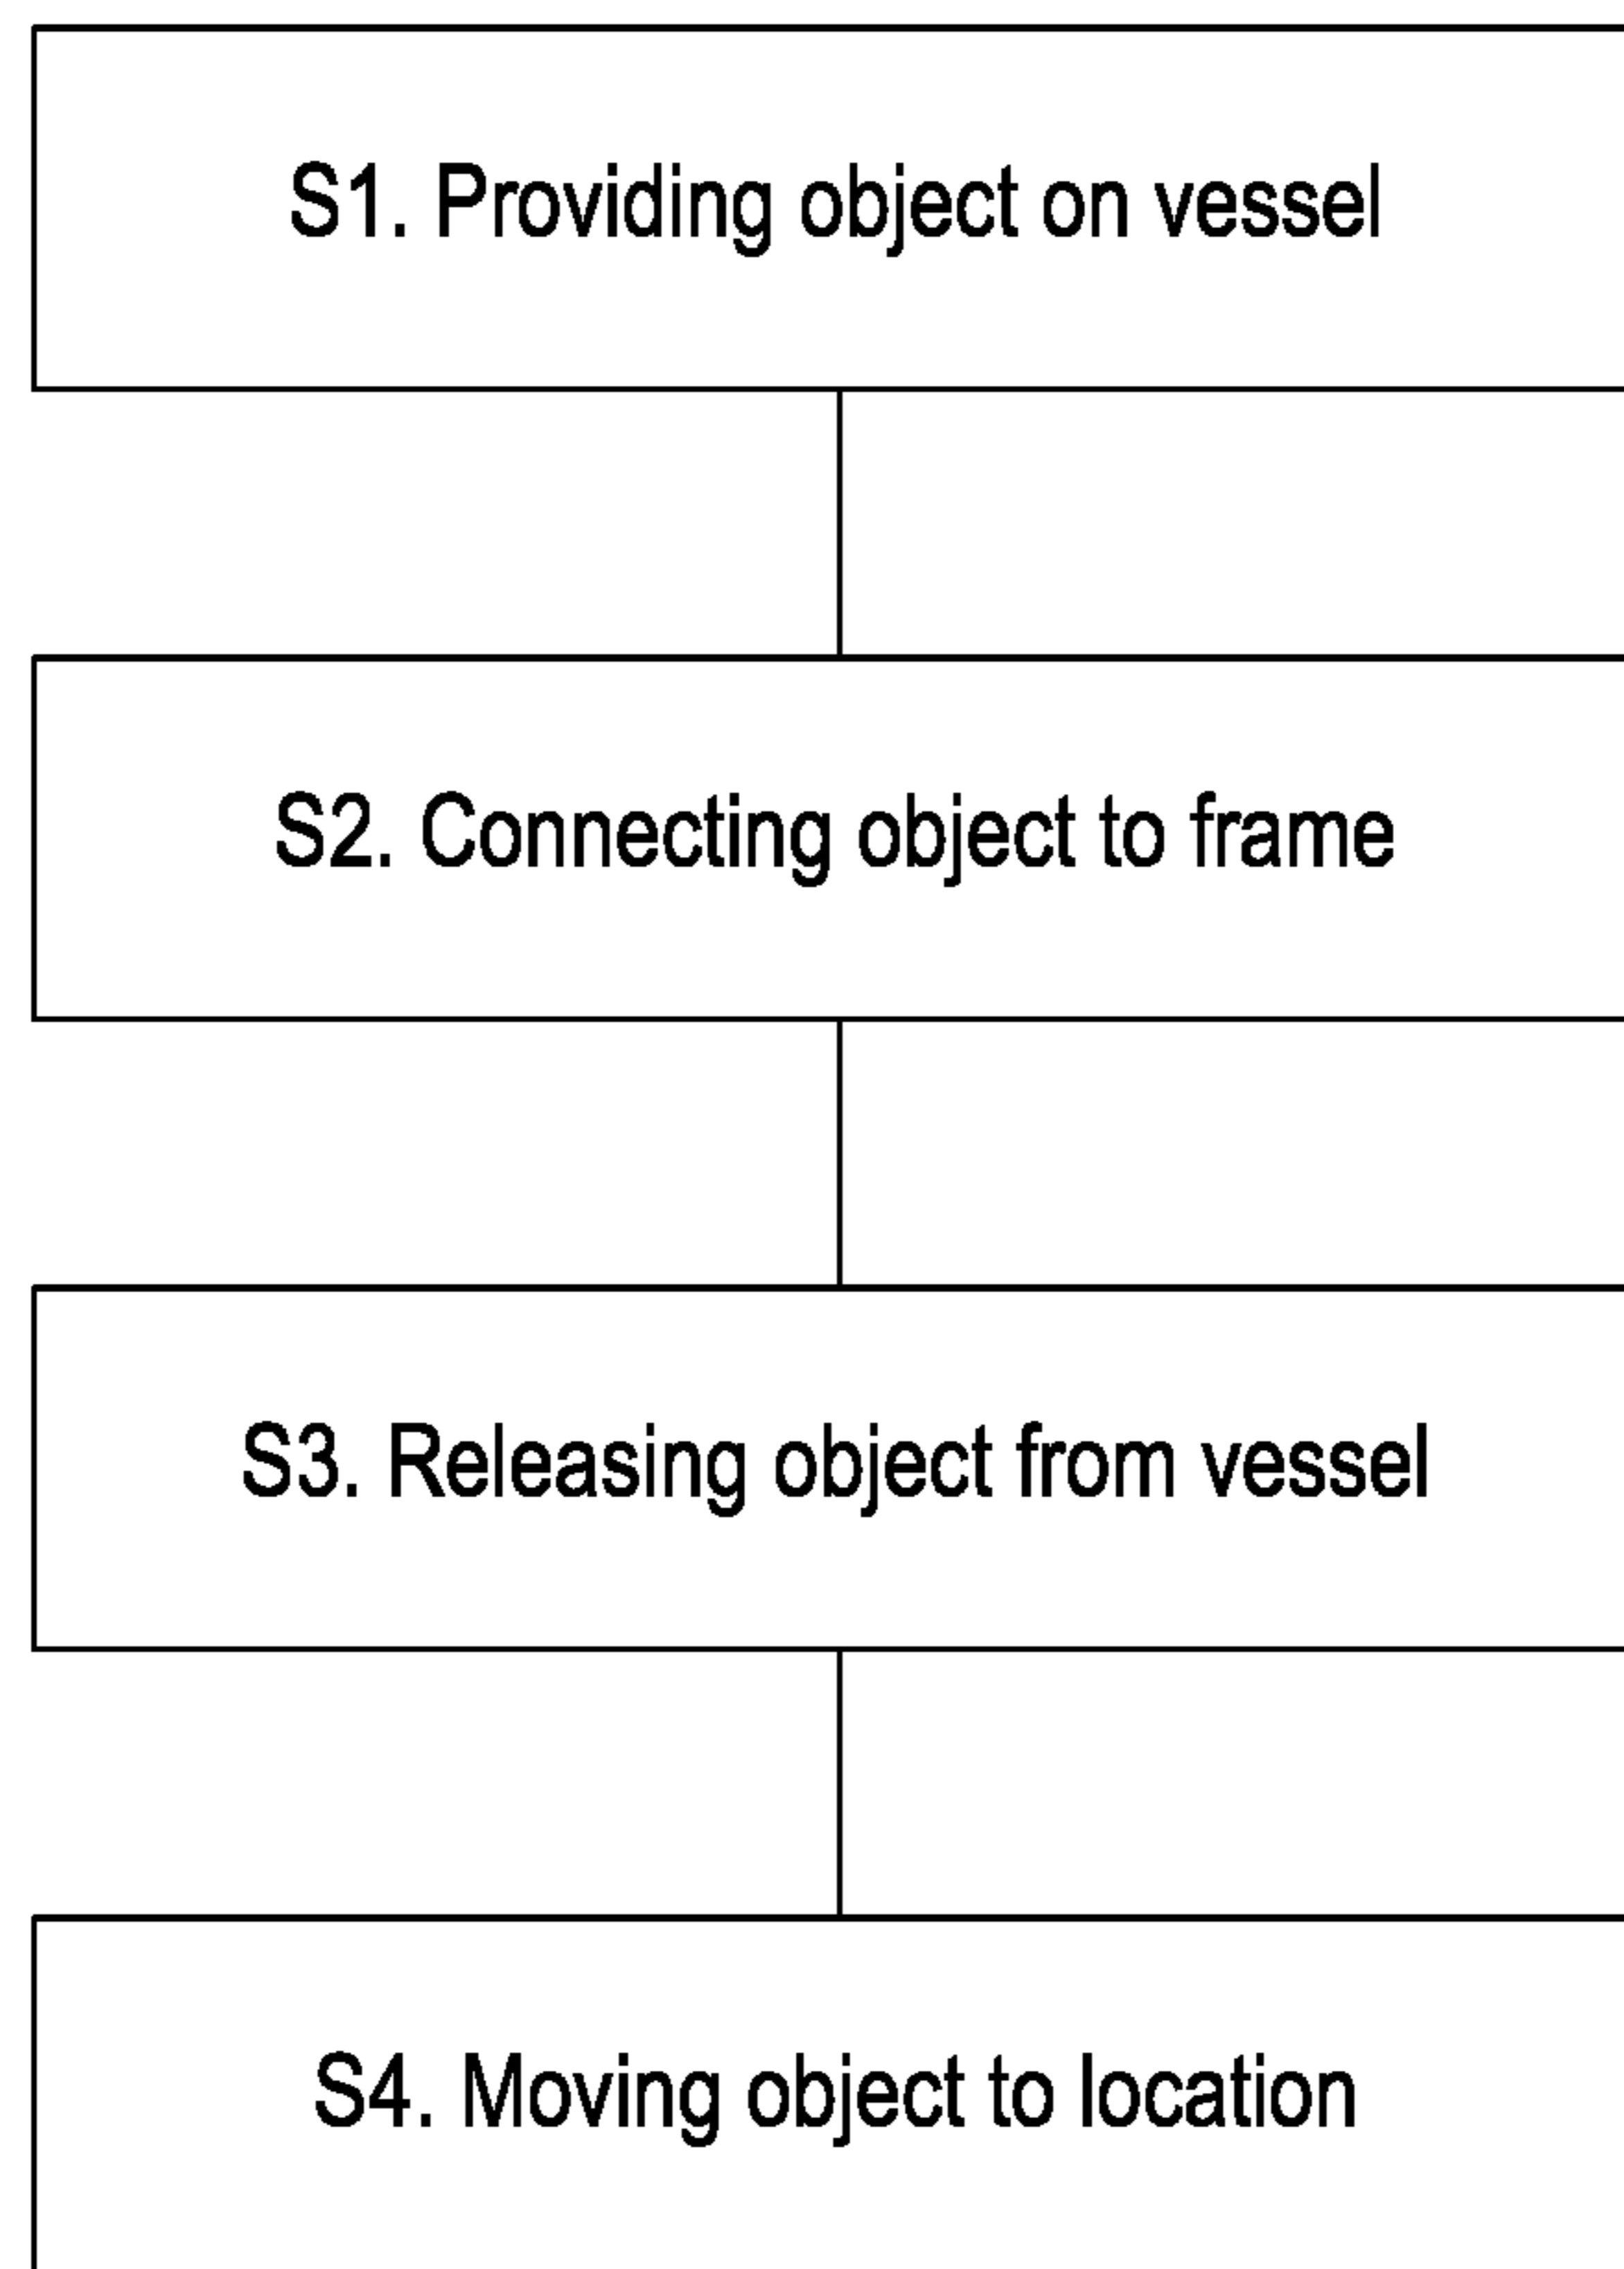 S1. Providing object on vessel
S2. Connecting object to frame
S3. Releasing object from vessel
S4. Moving object to location